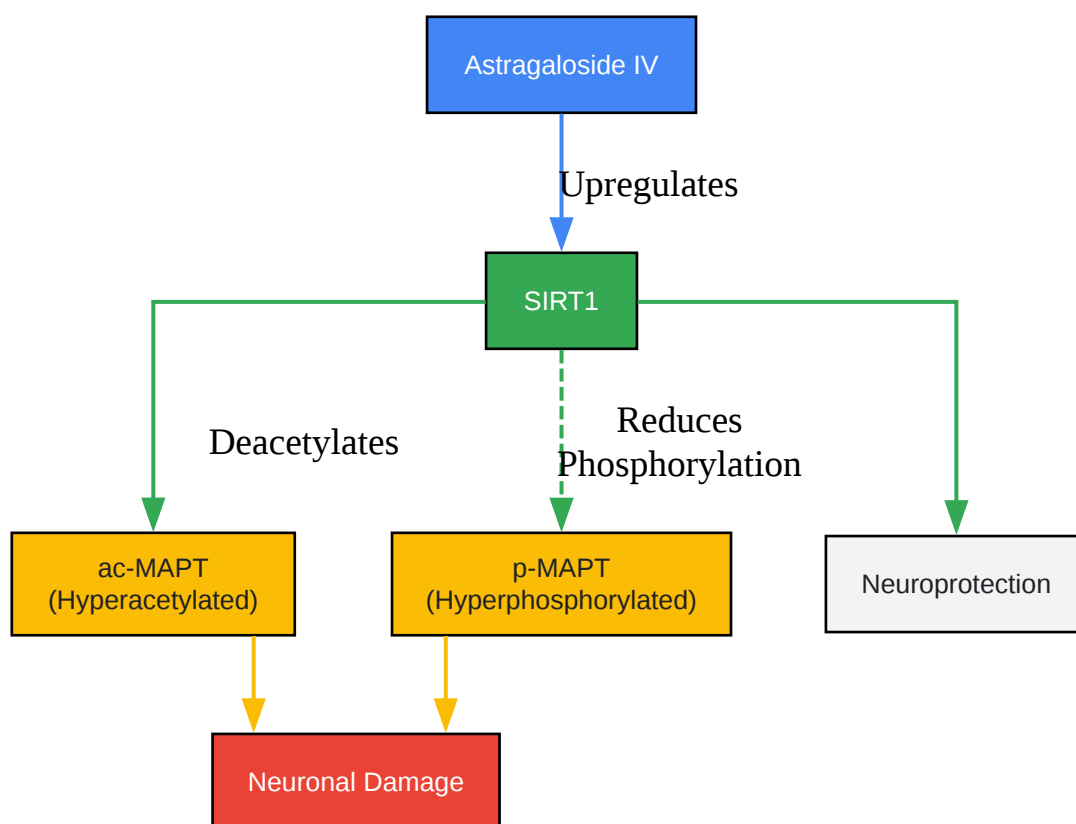 Astragaloside IV
Upregulates
SIRT1
Deacetylates
Reduces
Phosphorylation
ac-MAPT
(Hyperacetylated)
p-MAPT
(Hyperphosphorylated)
Neuroprotection
Neuronal Damage